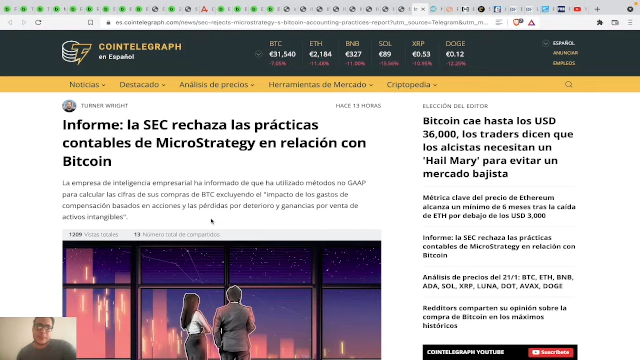 es.cointelegraph.com/news/sec-rejects-microstrategy-s-bitcoin-accounting-practices-report?utm_source=Telegram&utm_m...
COINTELEGRAPH
en Español
BTC ETH BNB SOL XRP DOGE
€31,540 €2,184 €327 €89 €0.53 €0.12
-7.05% -11.48% -11.00% -15.56% -10.95% -12.25%
ESPAÑOL
ANUNCIAR
EMPLEOS
Noticias Destacado Análisis de precios Herramientas de Mercado Criptopedia
TURNER WRIGHT HACE 13 HORAS
Informe: la SEC rechaza las prácticas
contables de MicroStrategy en relación con
Bitcoin
La empresa de inteligencia empresarial ha informado de que ha utilizado métodos no GAAP
para calcular las cifras de sus compras de BTC excluyendo el "impacto de los gastos de
compensación basados en acciones y las pérdidas por deterioro y ganancias por venta de
activos intangibles".
1209 Vistas totales 13 Número total de compartidos
ELECCIÓN DEL EDITOR
Bitcoin cae hasta los USD
36,000, los traders dicen que
los alcistas necesitan un
'Hail Mary' para evitar un
mercado bajista
Métrica clave del precio de Ethereum
alcanza un mínimo de 6 meses tras la caída
de ETH por debajo de los USD 3,000
Informe: la SEC rechaza las prácticas
contables de MicroStrategy en relación con
Bitcoin
Análisis de precios del 21/1: BTC, ETH, BNB,
ADA, SOL, XRP, LUNA, DOT, AVAX, DOGE
Redditors comparten su opinión sobre la
compra de Bitcoin en los máximos
históricos
COINTELEGRAPH YOUTUBE Suscríbete